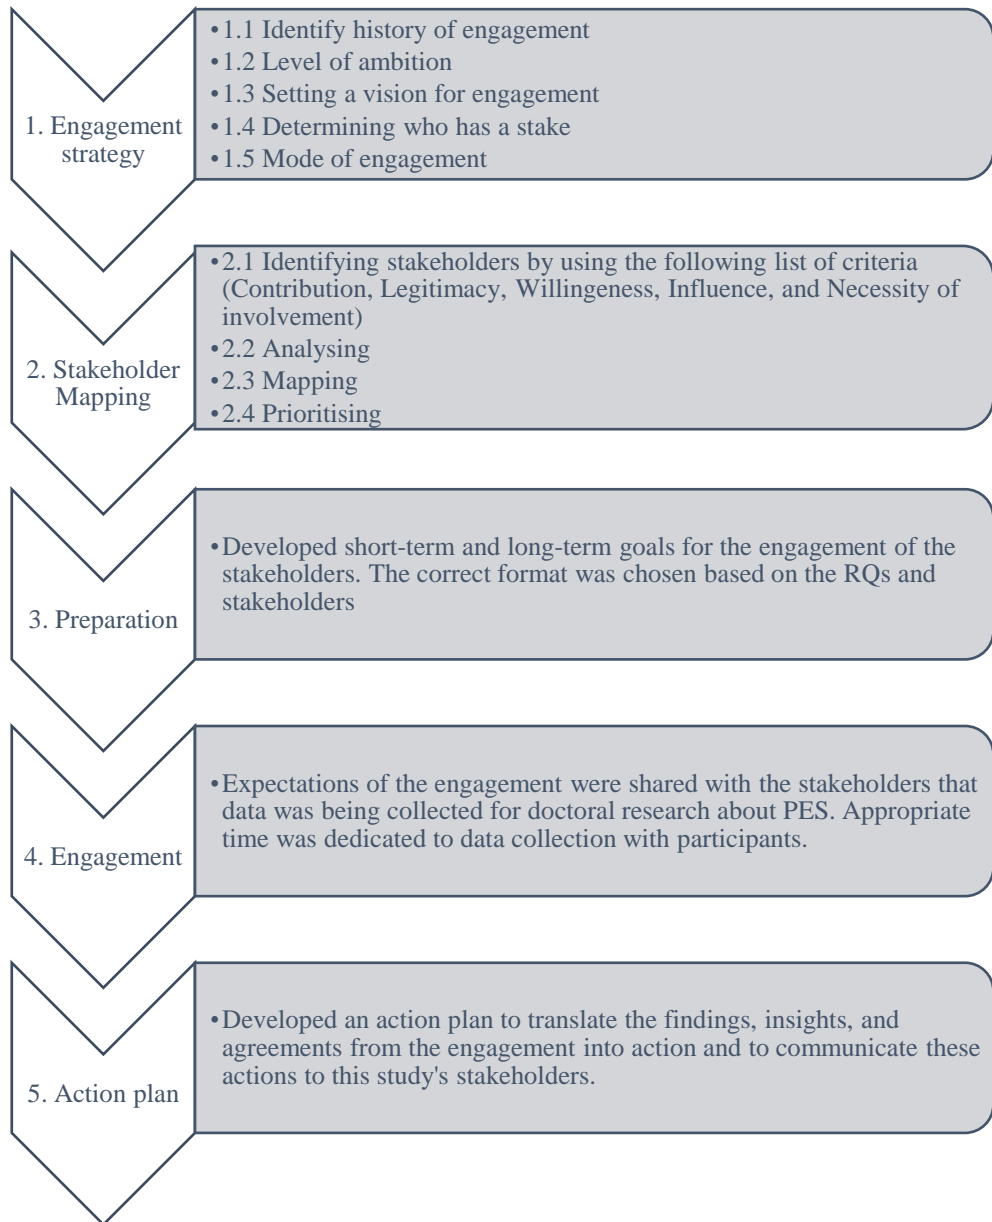 1. Engagement
strategy
•1.1 Identify history of engagement
•1.2 Level of ambition
•1.3 Setting a vision for engagement
•1.4 Determining who has a stake
•1.5 Mode of engagement
2. Stakeholder
Mapping
•2.1 Identifying stakeholders by using the following list of criteria
(Contribution, Legitimacy, Willingeness, Influence, and Necessity of
involvement)
•2.2 Analysing
•2.3 Mapping
•2.4 Prioritising
3. Preparation
•Developed short-term and long-term goals for the engagement of the
stakeholders. The correct format was chosen based on the RQs and
stakeholders
4. Engagement
•Expectations of the engagement were shared with the stakeholders that
data was being collected for doctoral research about PES. Appropriate
time was dedicated to data collection with participants.
5. Action plan
•Developed an action plan to translate the findings, insights, and
agreements from the engagement into action and to communicate these
actions to this study's stakeholders.